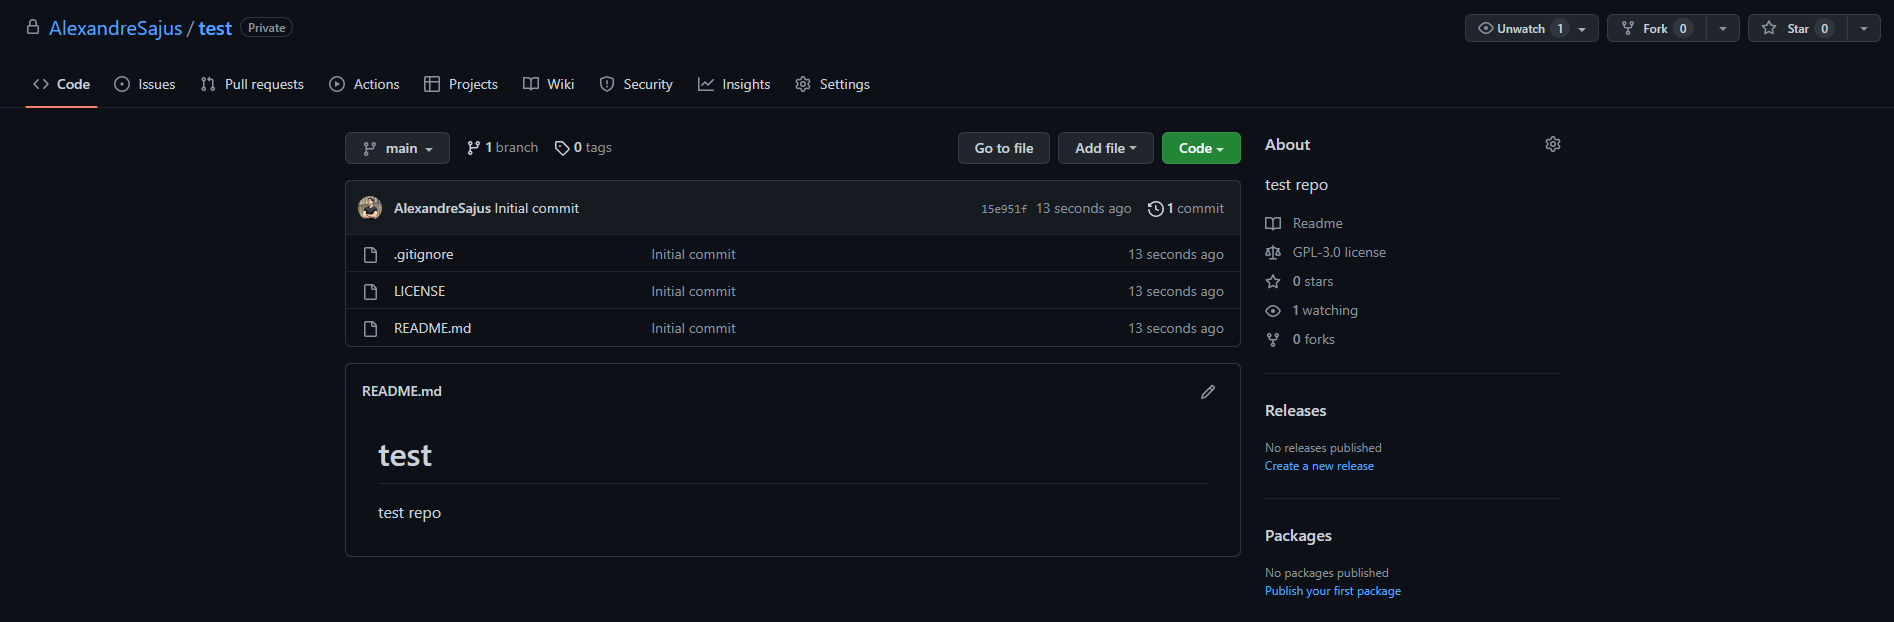 AlexandreSajus / test Private
Unwatch 1 Fork 0 Star 0
Code Issues Pull requests Actions Projects Wiki Security Insights Settings
main 1 branch 0 tags Go to file Add file Code
AlexandreSajus Initial commit 15e951f 13 seconds ago 1 commit
.gitignore Initial commit 13 seconds ago
LICENSE Initial commit 13 seconds ago
README.md Initial commit 13 seconds ago
README.md
test
test repo
About
test repo
Readme
GPL-3.0 license
0 stars
1 watching
0 forks
Releases
No releases published
Create a new release
Packages
No packages published
Publish your first package